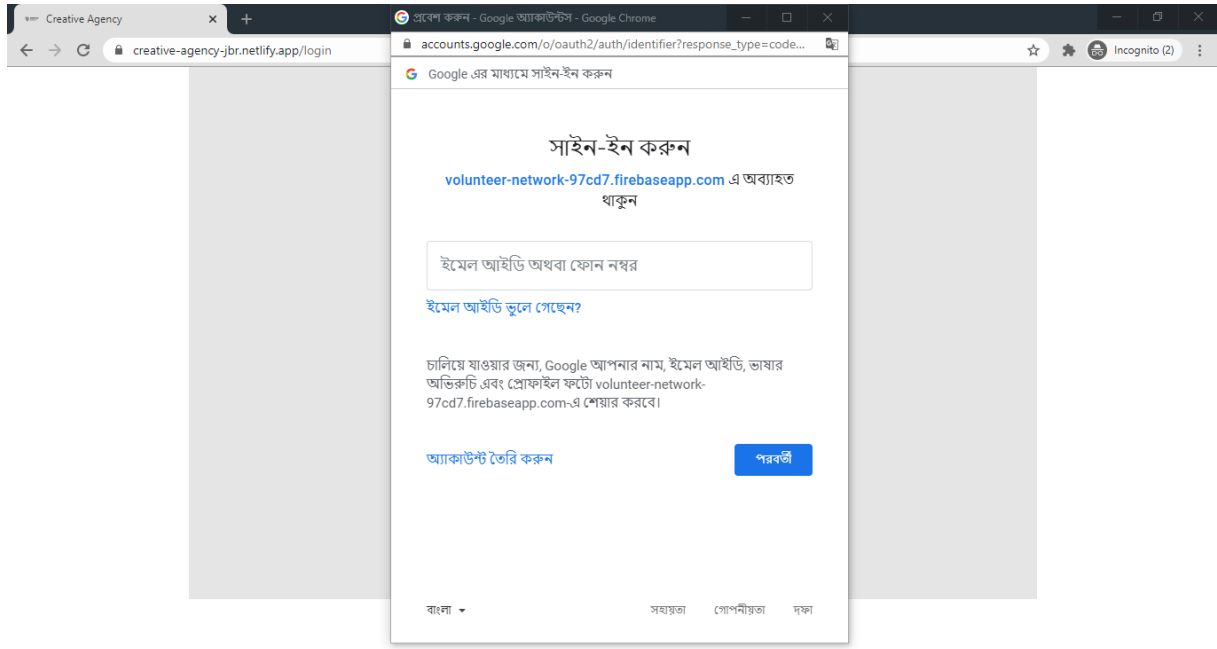 Creative Agency
প্রবেশ করুন - Google অ্যাকাউন্টস - Google Chrome
creative-agency-jbr.netlify.app/login
accounts.google.com/o/oauth2/auth/identifier?response_type=code...
Incognito (2)
Google এর মাধ্যমে সাইন-ইন করুন
সাইন-ইন করুন
volunteer-network-97cd7.firebaseapp.com এ অব্যাহত
থাকুন
ইমেল আইডি অথবা ফোন নম্বর
ইমেল আইডি ভুলে গেছেন?
চালিয়ে যাওয়ার জন্য, Google আপনার নাম, ইমেল আইডি, ভাষার
অভিরুচি এবং প্রোফাইল ফটো volunteer-network-
97cd7.firebaseapp.com-এ শেয়ার করবে।
অ্যাকাউন্ট তৈরি করুন
পরবর্তী
বাংলা
সহায়তা গোপনীয়তা দফা